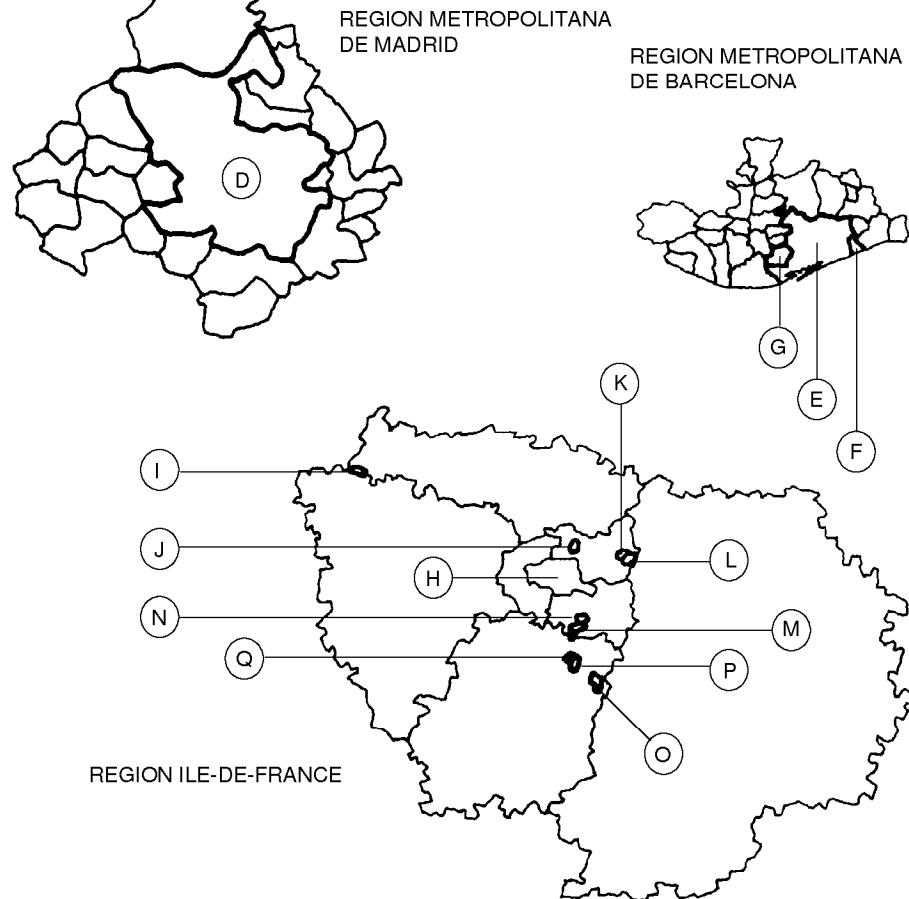 REGION METROPOLITANA
DE MADRID
REGION METROPOLITANA
DE BARCELONA
D
G
E
F
K
I
J
H
L
N
M
Q
P
O
REGION ILE-DE-FRANCE